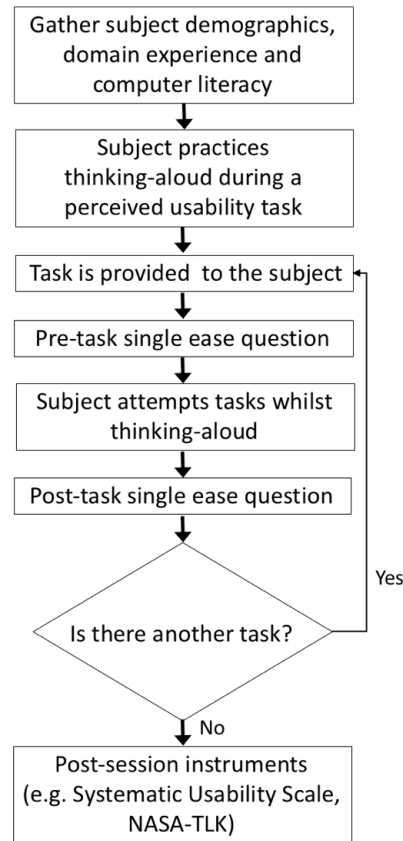 Gather subject demographics,
domain experience and
computer literacy
Subject practices
thinking-aloud during a
perceived usability task
Task is provided to the subject
Pre-task single ease question
Subject attempts tasks whilst
thinking-aloud
Post-task single ease question
Yes
Is there another task?
No
Post-session instruments
(e.g. Systematic Usability Scale,
NASA-TLK)